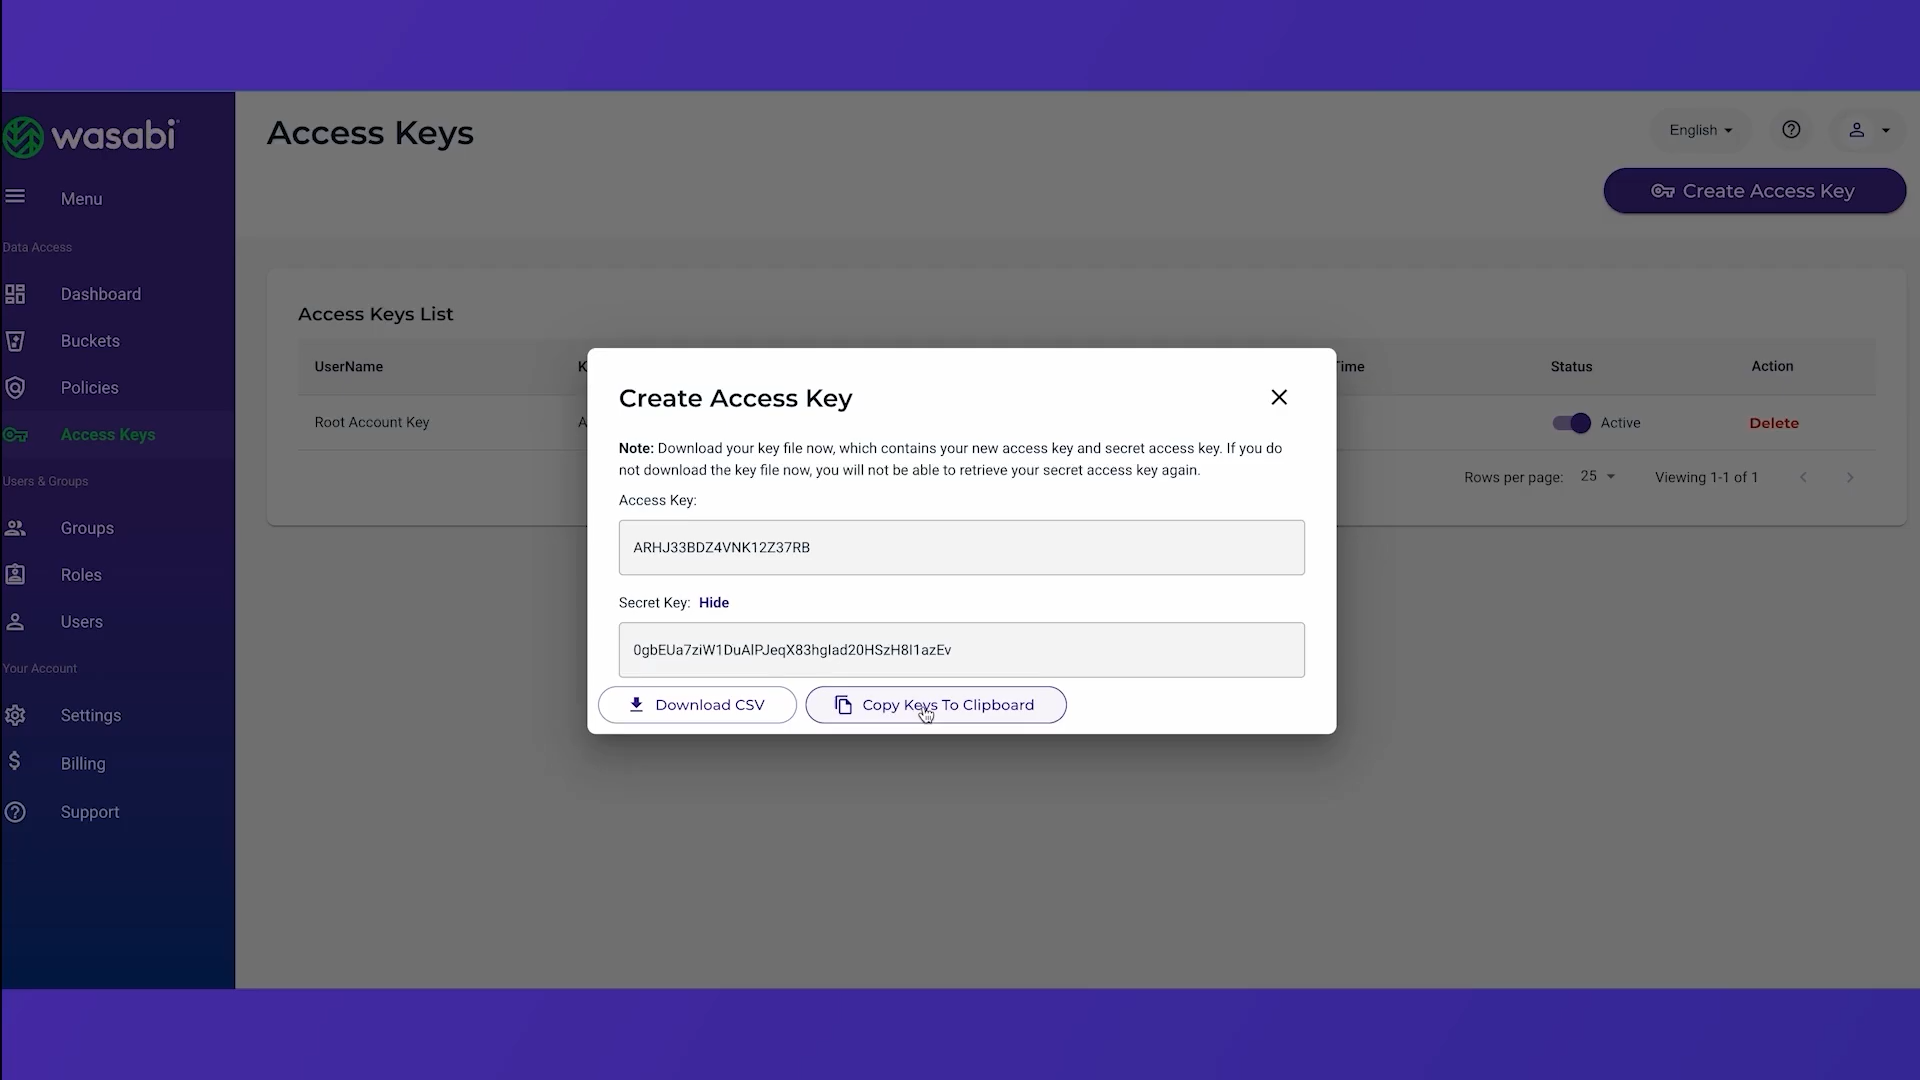 wasabi
Menu
Data Access
Dashboard
Buckets
Policies
Access Keys
Users & Groups
Groups
Roles
Users
Your Account
Settings
Billing
Support
Access Keys
English
Create Access Key
Access Keys List
UserName
K
Time
Status
Action
Root Account Key
A
Active
Delete
Rows per page: 25
Viewing 1-1 of 1
Create Access Key
Note: Download your key file now, which contains your new access key and secret access key. If you do
not download the key file now, you will not be able to retrieve your secret access key again.
Access Key:
ARHJ33BDZ4VNK12Z37RB
Secret Key: Hide
Download CSV
Copy Keys To Clipboard